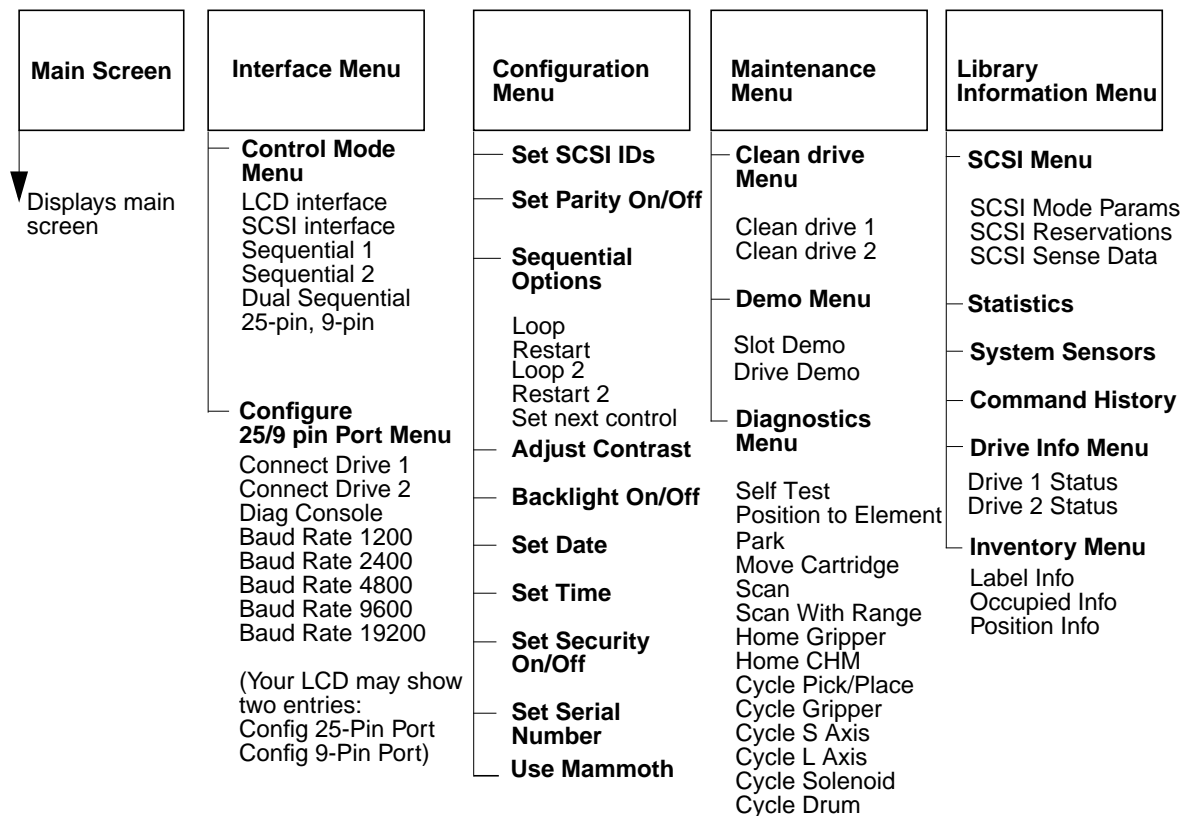 Main Screen
Displays main
screen
Interface Menu
Control Mode
Menu
LCD interface
SCSI interface
Sequential 1
Sequential 2
Dual Sequential
25-pin, 9-pin
Configure
25/9 pin Port Menu
Connect Drive 1
Connect Drive 2
Diag Console
Baud Rate 1200
Baud Rate 2400
Baud Rate 4800
Baud Rate 9600
Baud Rate 19200
(Your LCD may show
two entries:
Config 25-Pin Port
Config 9-Pin Port)
Configuration
Menu
Set SCSI IDs
Set Parity On/Off
Sequential
Options
Loop
Restart
Loop 2
Restart 2
Set next control
Adjust Contrast
Backlight On/Off
Set Date
Set Time
Set Security
On/Off
Set Serial
Number
Use Mammoth
Maintenance
Menu
Clean drive
Menu
Clean drive 1
Clean drive 2
Demo Menu
Slot Demo
Drive Demo
Diagnostics
Menu
Self Test
Position to Element
Park
Move Cartridge
Scan
Scan With Range
Home Gripper
Home CHM
Cycle Pick/Place
Cycle Gripper
Cycle S Axis
Cycle L Axis
Cycle Solenoid
Cycle Drum
Library
Information Menu
SCSI Menu
SCSI Mode Params
SCSI Reservations
SCSI Sense Data
Statistics
System Sensors
Command History
Drive Info Menu
Drive 1 Status
Drive 2 Status
Inventory Menu
Label Info
Occupied Info
Position Info